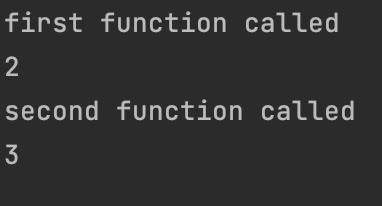 first function called
2
second function called
3